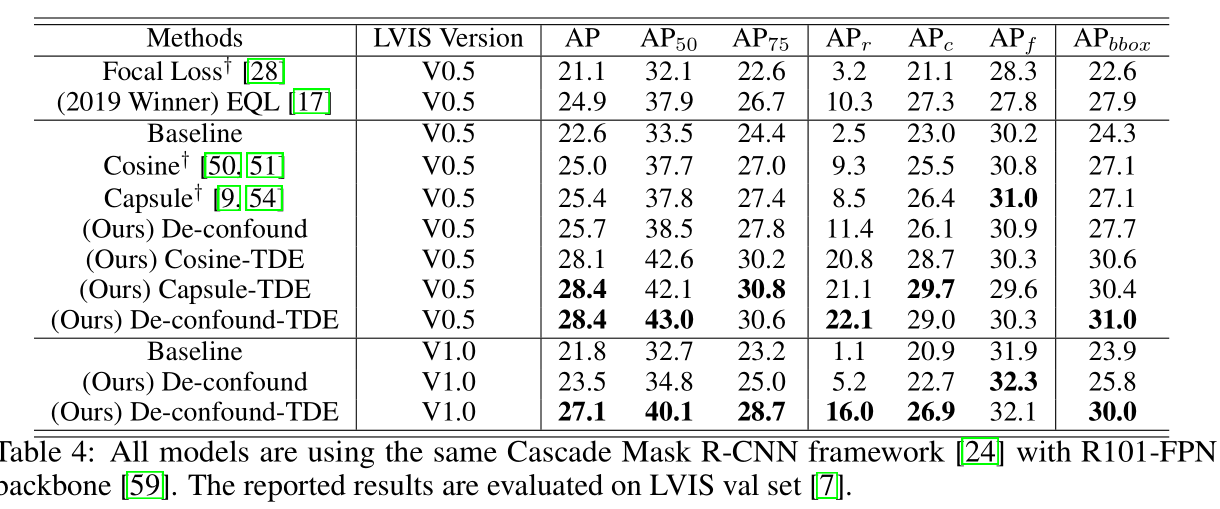 Methods LVIS Version AP AP50 AP75 APr APc APf APbbox
Focal Loss† [28] V0.5 21.1 32.1 22.6 3.2 21.1 28.3 22.6
(2019 Winner) EQL [17] V0.5 24.9 37.9 26.7 10.3 27.3 27.8 27.9
Baseline V0.5 22.6 33.5 24.4 2.5 23.0 30.2 24.3
Cosine† [50, 51] V0.5 25.0 37.7 27.0 9.3 25.5 30.8 27.1
Capsule† [9, 54] V0.5 25.4 37.8 27.4 8.5 26.4 31.0 27.1
(Ours) De-confound V0.5 25.7 38.5 27.8 11.4 26.1 30.9 27.7
(Ours) Cosine-TDE V0.5 28.1 42.6 30.2 20.8 28.7 30.3 30.6
(Ours) Capsule-TDE V0.5 28.4 42.1 30.8 21.1 29.7 29.6 30.4
(Ours) De-confound-TDE V0.5 28.4 43.0 30.6 22.1 29.0 30.3 31.0
Baseline V1.0 21.8 32.7 23.2 1.1 20.9 31.9 23.9
(Ours) De-confound V1.0 23.5 34.8 25.0 5.2 22.7 32.3 25.8
(Ours) De-confound-TDE V1.0 27.1 40.1 28.7 16.0 26.9 32.1 30.0
Table 4: All models are using the same Cascade Mask R-CNN framework [24] with R101-FPN
backbone [59]. The reported results are evaluated on LVIS val set [7].